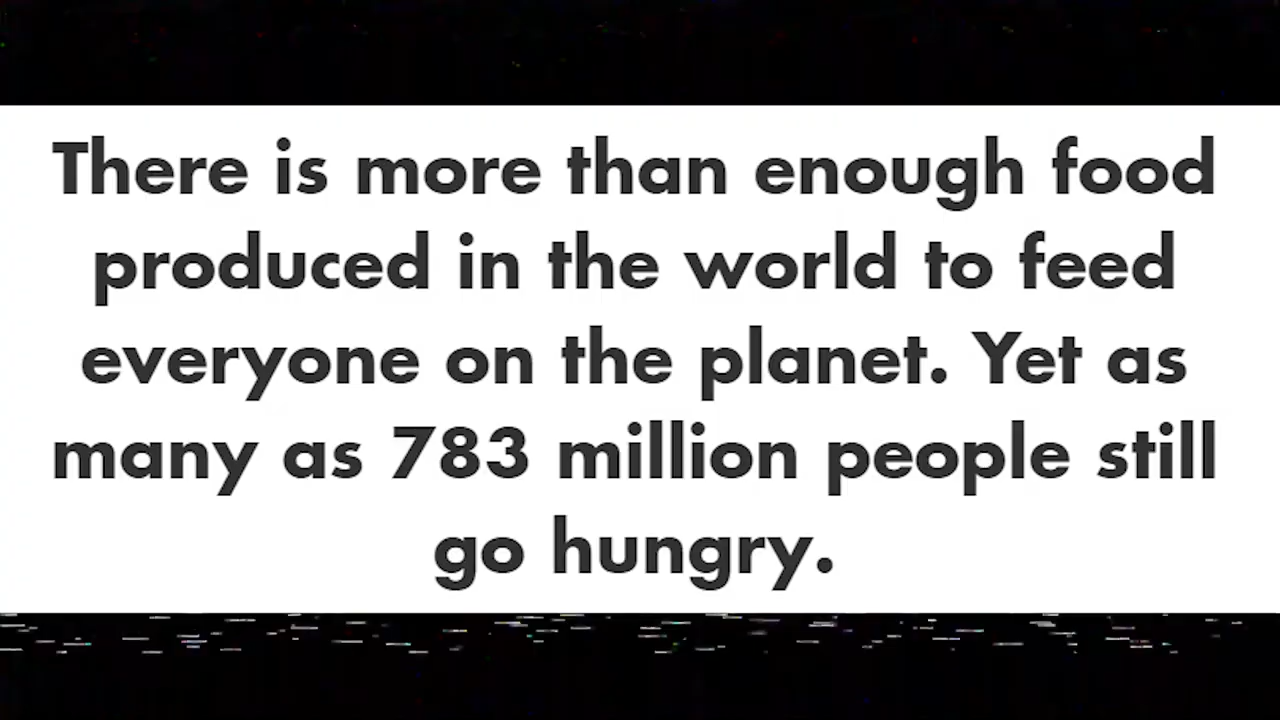 There is more than enough food
produced in the world to feed
everyone on the planet. Yet as
many as 783 million people still
go hungry.